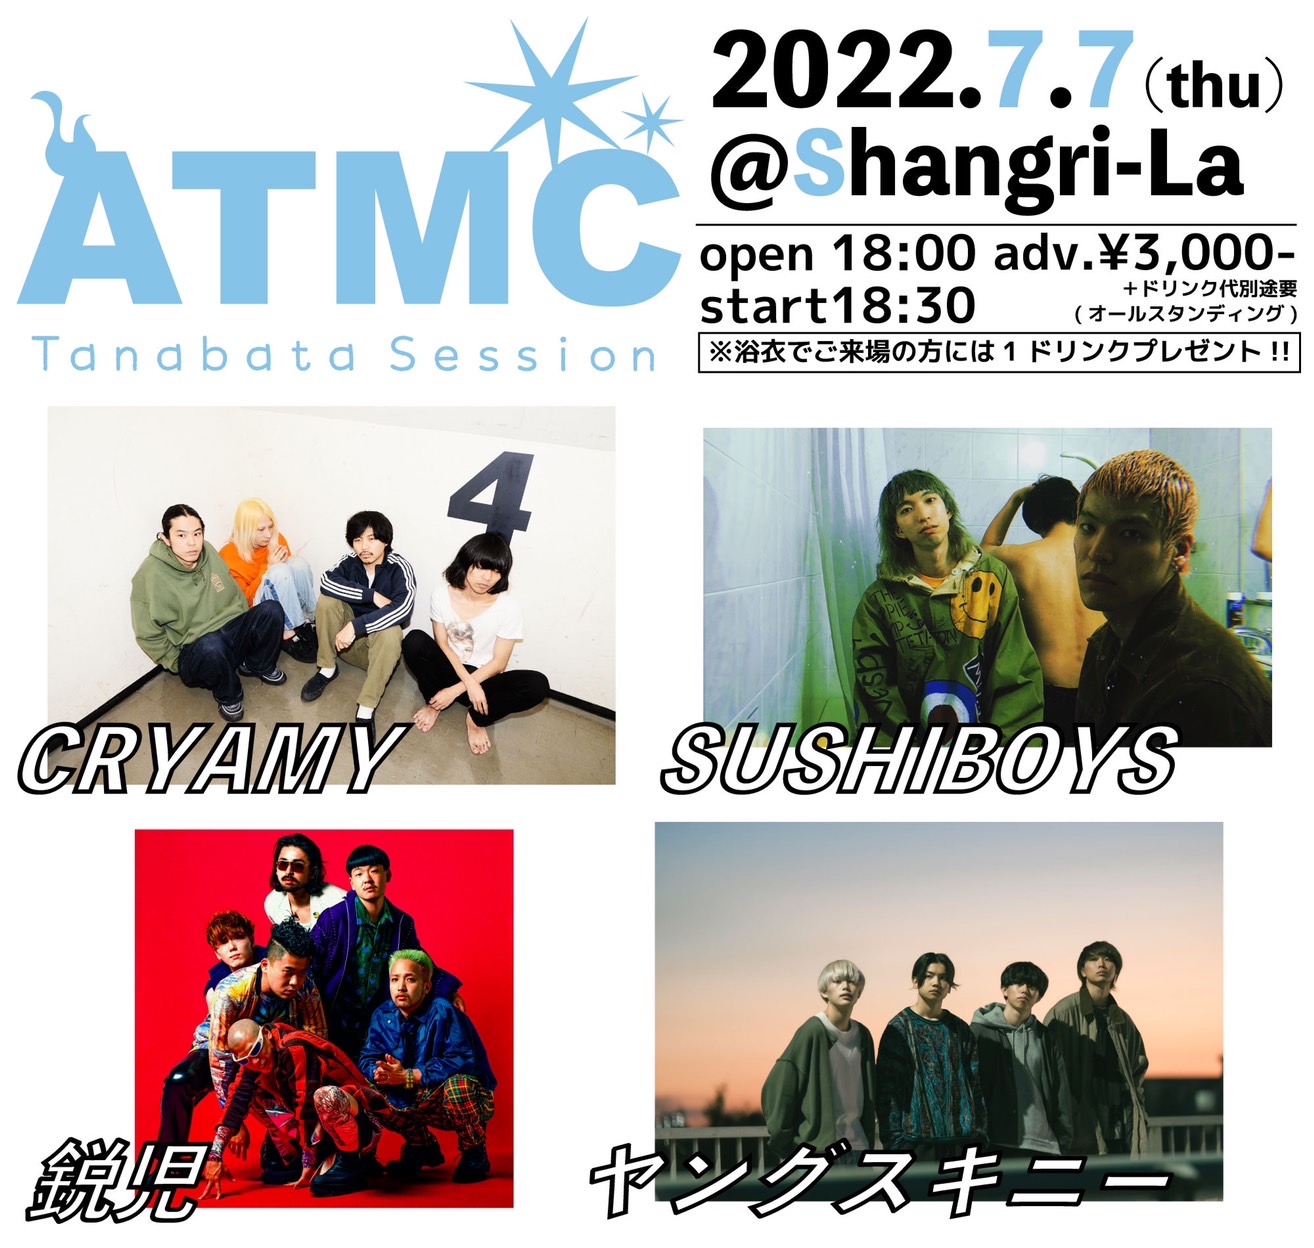 ATMC
Tanabata Session
2022.7.7(thu)
@Shangri-La
open 18:00 adv.¥3,000-
start18:30
+ドリンク代別途要
(オールスタンディング)
※浴衣でご来場の方には1ドリンクプレゼント!!
4
CRYAMY
SUSHIBOYS
鋭児
ヤングスキニー